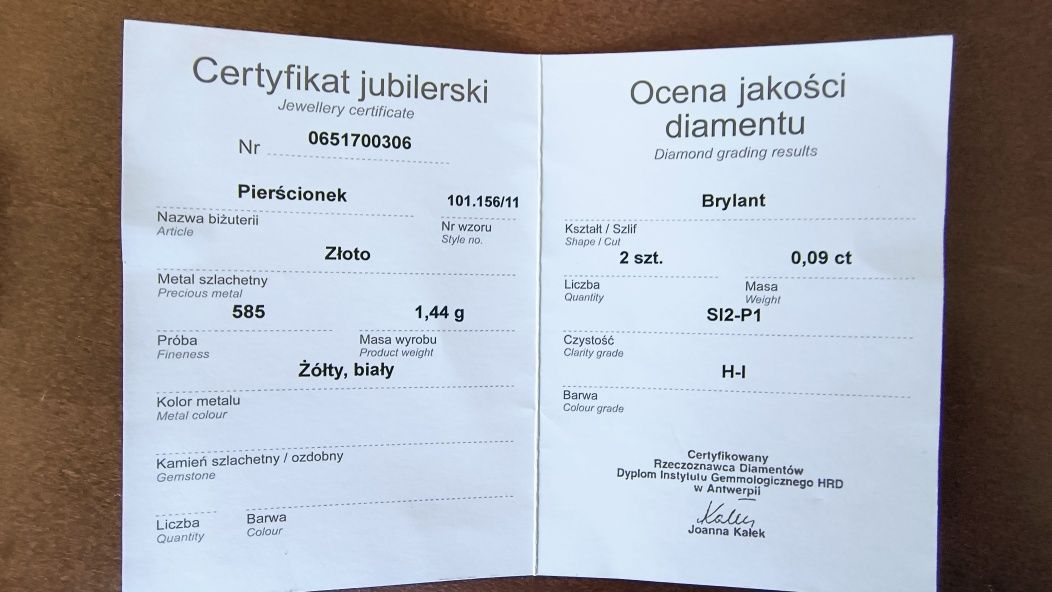 Certyfikat jubilerski
Jewellery certificate
Nr 0651700306
Pierścionek 101.156/11
Nazwa biżuterii Nr wzoru
Article Style no.
Złoto
Metal szlachetny
Precious metal
585 1,44 g
Próba Masa wyrobu
Fineness Product weight
Żółty, biały
Kolor metalu
Metal colour
Kamień szlachetny / ozdobny
Gemstone
Liczba Barwa
Quantity Colour
Ocena jakości
diamentu
Diamond grading results
Brylant
Kształt / Szlif
Shape / Cut
2 szt. 0,09 ct
Liczba Masa
Quantity Weight
SI2-P1
Czystość
Clarity grade
H-I
Barwa
Colour grade
Certyfikowany
Rzeczoznawca Diamentów
Dyplom Instytutu Gemmologicznego HRD
w Antwerpii
Joanna Kałek